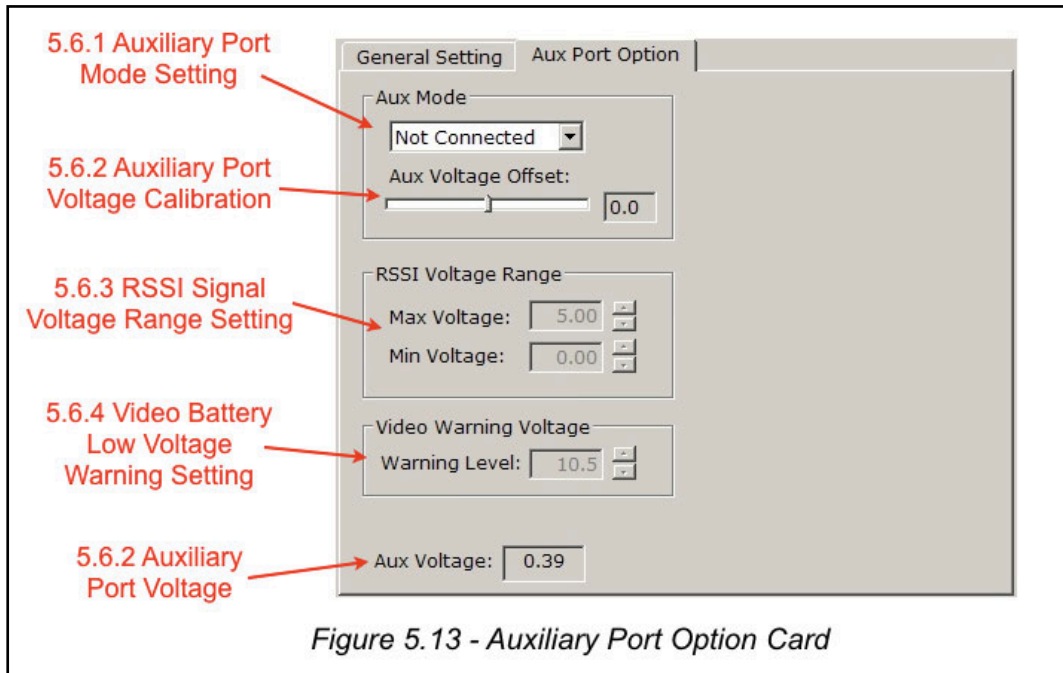 5.6.1 Auxiliary Port
Mode Setting
5.6.2 Auxiliary Port
Voltage Calibration
5.6.3 RSSI Signal
Voltage Range Setting
5.6.4 Video Battery
Low Voltage
Warning Setting
5.6.2 Auxiliary
Port Voltage
General Setting
Aux Port Option
Aux Mode
Not Connected
Aux Voltage Offset:
0.0
RSSI Voltage Range
Max Voltage: 5.00
Min Voltage: 0.00
Video Warning Voltage
Warning Level: 10.5
Aux Voltage: 0.39
Figure 5.13 - Auxiliary Port Option Card